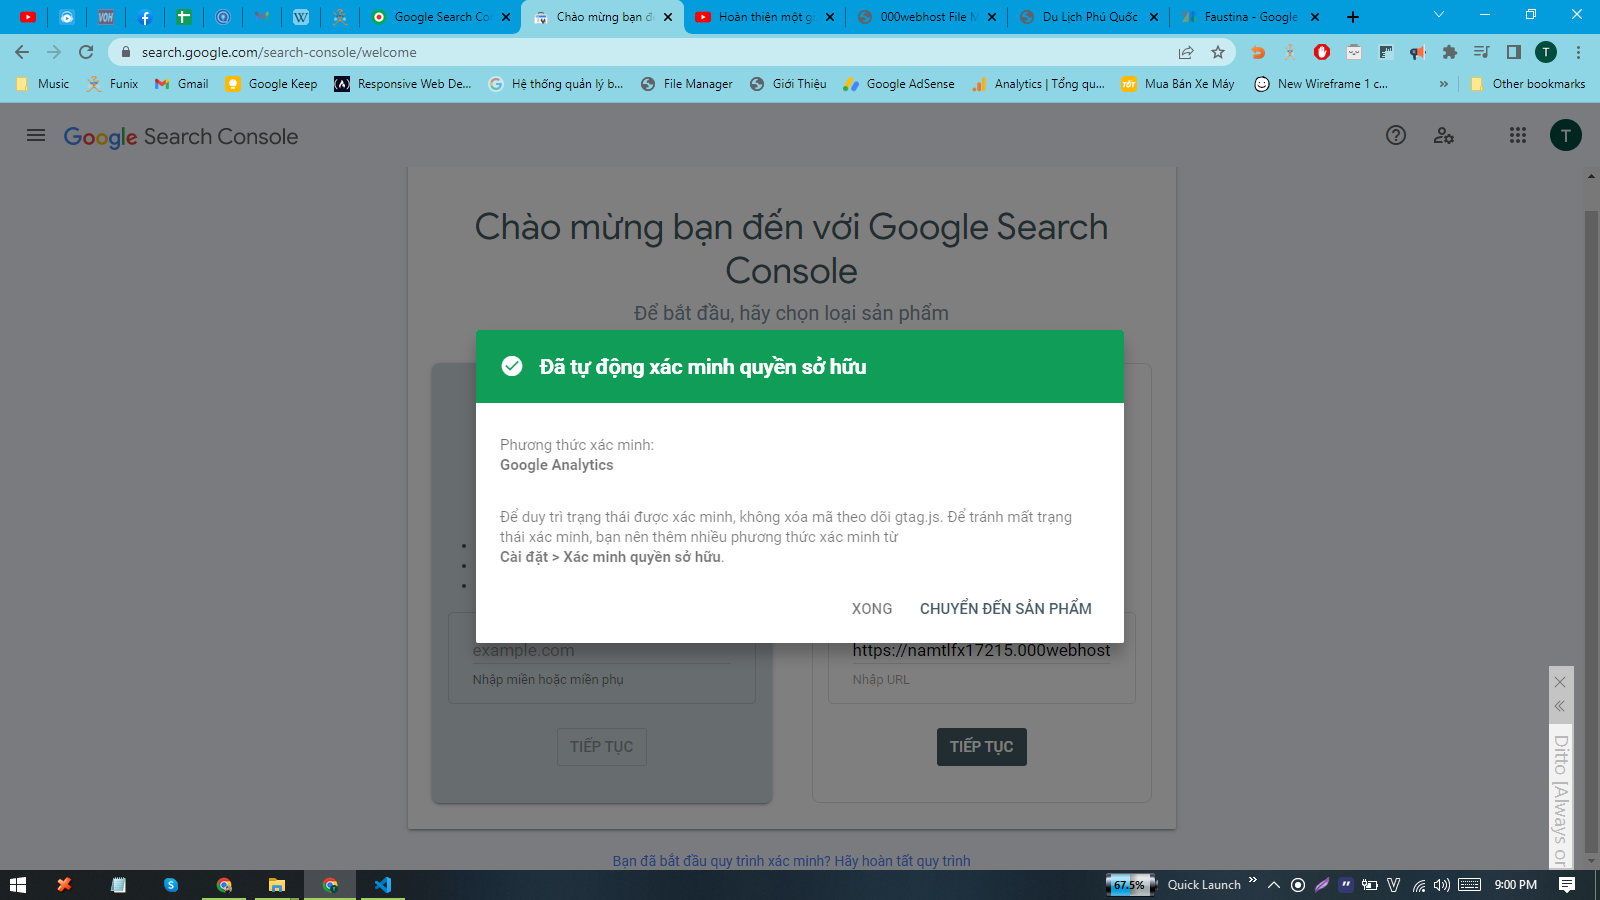 Google Search Co
Chào mừng bạn đ
Hoàn thiện một g
000webhost File M
Du Lịch Phú Quốc
Faustina - Google
search.google.com/search-console/welcome
T
Music
Funix
Gmail
Google Keep
Responsive Web De...
Hệ thống quản lý b...
File Manager
Giới Thiệu
Google AdSense
Analytics | Tổng qu...
Mua Bán Xe Máy
New Wireframe 1 c...
»
Other bookmarks
Google Search Console
T
Chào mừng bạn đến với Google Search
Console
Để bắt đầu, hãy chọn loại sản phẩm
Đã tự động xác minh quyền sở hữu
Phương thức xác minh:
Google Analytics
Để duy trì trạng thái được xác minh, không xóa mã theo dõi gtag.js. Để tránh mất trạng
thái xác minh, bạn nên thêm nhiều phương thức xác minh từ
Cài đặt > Xác minh quyền sở hữu.
XONG
CHUYỂN ĐẾN SẢN PHẨM
example.com
Nhập miền hoặc miền phụ
TIẾP TỤC
https://namtlfx17215.000webhost
Nhập URL
TIẾP TỤC
Ditto [Always or
Bạn đã bắt đầu quy trình xác minh? Hãy hoàn tất quy trình
67.5%
Quick Launch
9:00 PM